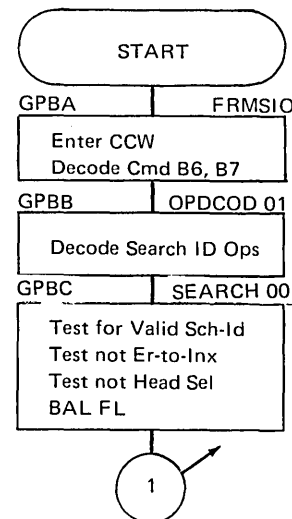 START
GPBA FRMSIO
Enter CCW
Decode Cmd B6, B7
GPBB OPDCOD 01
Decode Search ID Ops
GPBC SEARCH 00
Test for Valid Sch-Id
Test not Er-to-Inx
Test not Head Sel
BAL FL
1